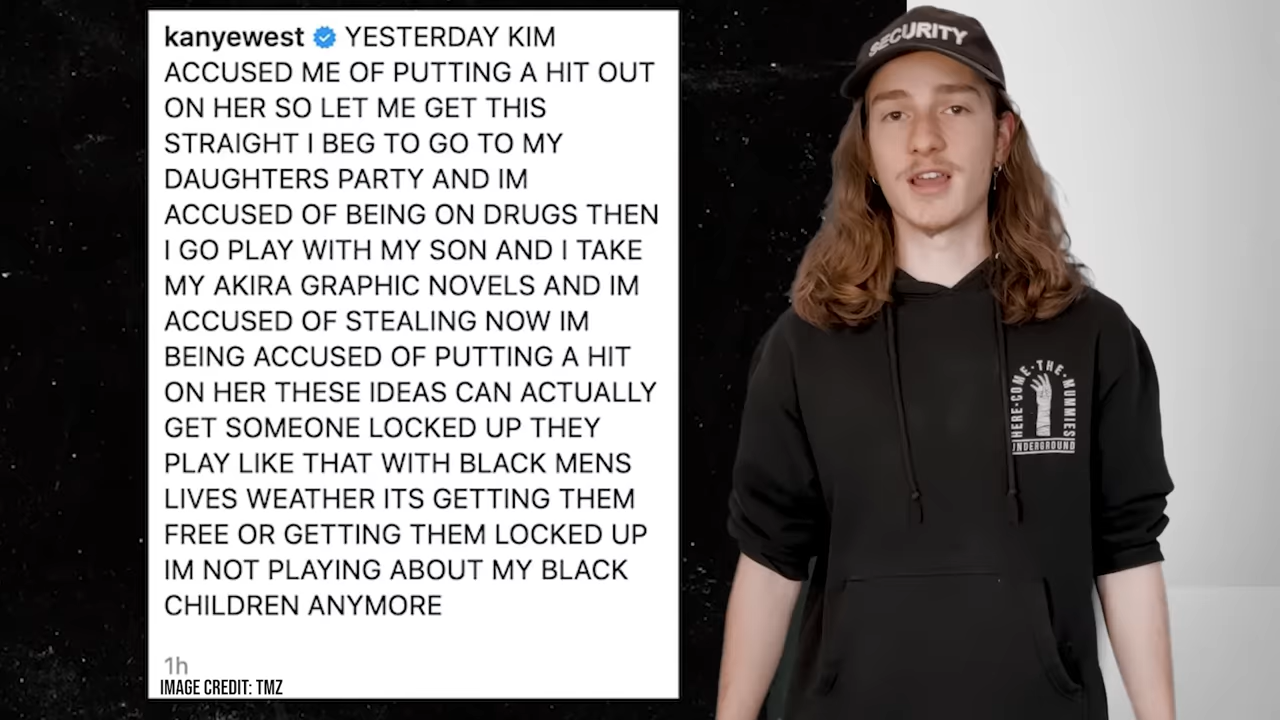 kanyewest YESTERDAY KIM
ACCUSED ME OF PUTTING A HIT OUT
ON HER SO LET ME GET THIS
STRAIGHT I BEG TO GO TO MY
DAUGHTERS PARTY AND IM
ACCUSED OF BEING ON DRUGS THEN
I GO PLAY WITH MY SON AND I TAKE
MY AKIRA GRAPHIC NOVELS AND IM
ACCUSED OF STEALING NOW IM
BEING ACCUSED OF PUTTING A HIT
ON HER THESE IDEAS CAN ACTUALLY
GET SOMEONE LOCKED UP THEY
PLAY LIKE THAT WITH BLACK MENS
LIVES WEATHER ITS GETTING THEM
FREE OR GETTING THEM LOCKED UP
IM NOT PLAYING ABOUT MY BLACK
CHILDREN ANYMORE
1h
IMAGE CREDIT: TMZ
SECURITY
HERE·COME·THE·MUMMIES
UNDERGROUND